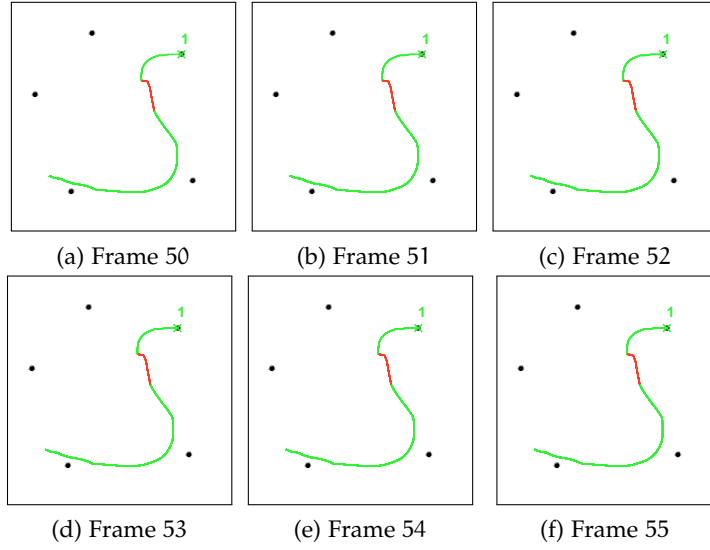 1
1
1
(a) Frame 50
(b) Frame 51
(c) Frame 52
1
1
1
(d) Frame 53
(e) Frame 54
(f) Frame 55